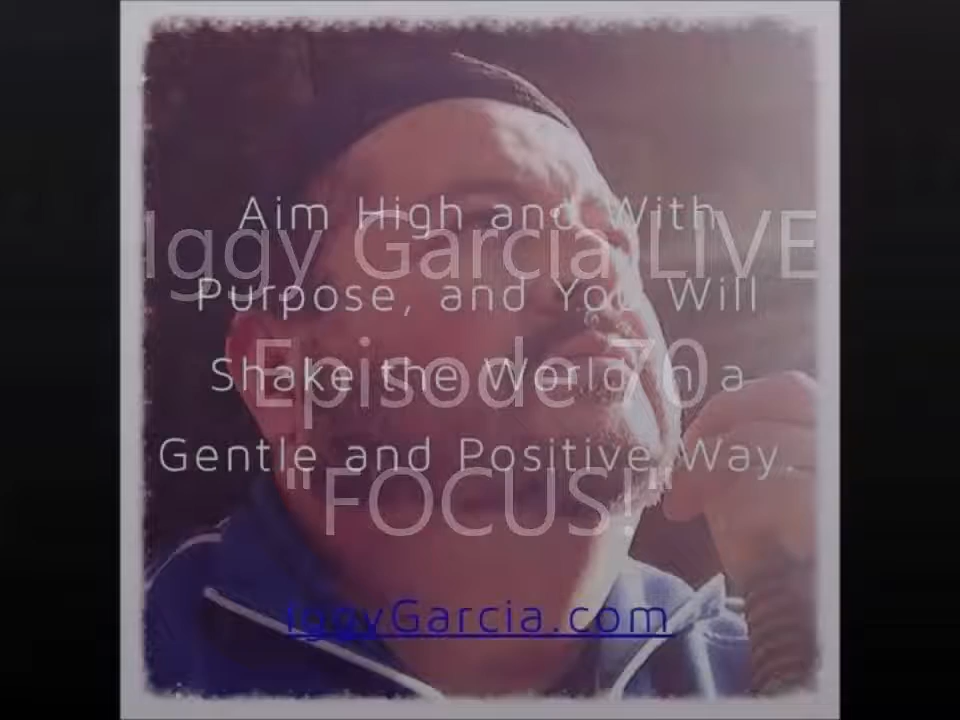 Aim High and With
Purpose, and You Will
Shake the World In a
Gentle and Positive Way.
IggyGarcia.com
Iggy Garcia LIVE
Episode 70
"FOCUS!"